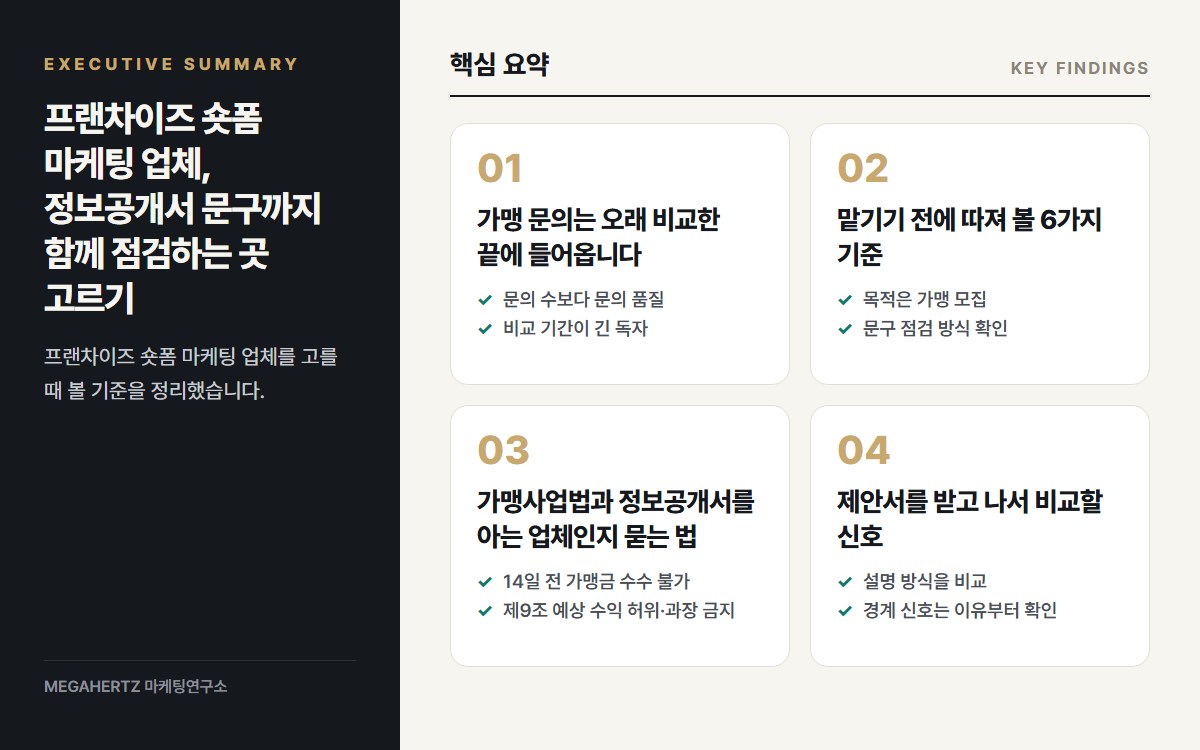 EXECUTIVE SUMMARY
프랜차이즈 숏폼
마케팅 업체,
정보공개서 문구까지
함께 점검하는 곳
고르기
프랜차이즈 숏폼 마케팅 업체를 고를
때 볼 기준을 정리했습니다.
MEGAHERTZ 마케팅연구소
핵심 요약
KEY FINDINGS
01
가맹 문의는 오래 비교한
끝에 들어옵니다
문의 수보다 문의 품질
비교 기간이 긴 독자
02
맡기기 전에 따져 볼 6가지
기준
목적은 가맹 모집
문구 점검 방식 확인
03
가맹사업법과 정보공개서를
아는 업체인지 묻는 법
14일 전 가맹금 수수 불가
제9조 예상 수익 허위·과장 금지
04
제안서를 받고 나서 비교할
신호
설명 방식을 비교
경계 신호는 이유부터 확인